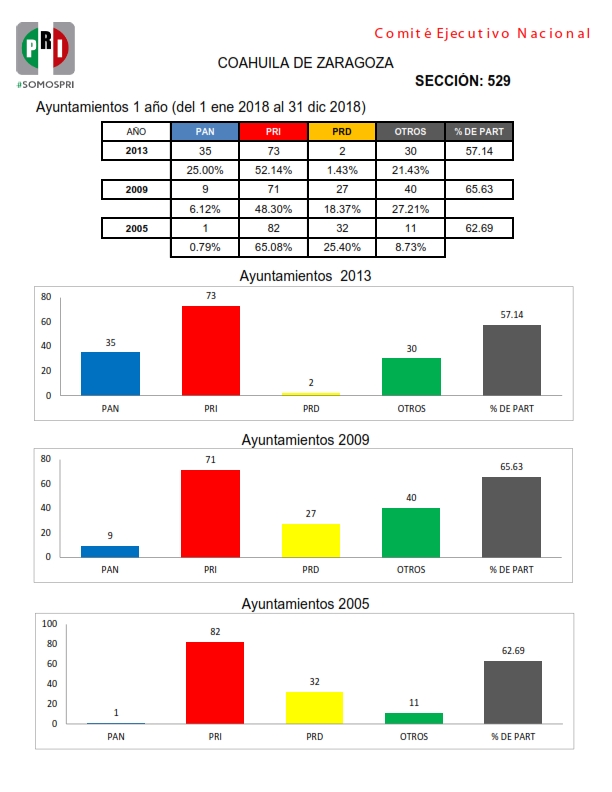 Comité Ejecutivo Nacional
PRI
#SOMOSPRI
COAHUILA DE ZARAGOZA
SECCIÓN: 529
Ayuntamientos 1 año (del 1 ene 2018 al 31 dic 2018)
AÑO PAN PRI PRD OTROS % DE PART
2013 35 73 2 30 57.14
25.00% 52.14% 1.43% 21.43%
2009 9 71 27 40 65.63
6.12% 48.30% 18.37% 27.21%
2005 1 82 32 11 62.69
0.79% 65.08% 25.40% 8.73%
Ayuntamientos 2013
80
60
40
20
0
35 73 2 30 57.14
PAN PRI PRD OTROS % DE PART
Ayuntamientos 2009
80
60
40
20
0
9 71 27 40 65.63
PAN PRI PRD OTROS % DE PART
Ayuntamientos 2005
100
80
60
40
20
0
1 82 32 11 62.69
PAN PRI PRD OTROS % DE PART